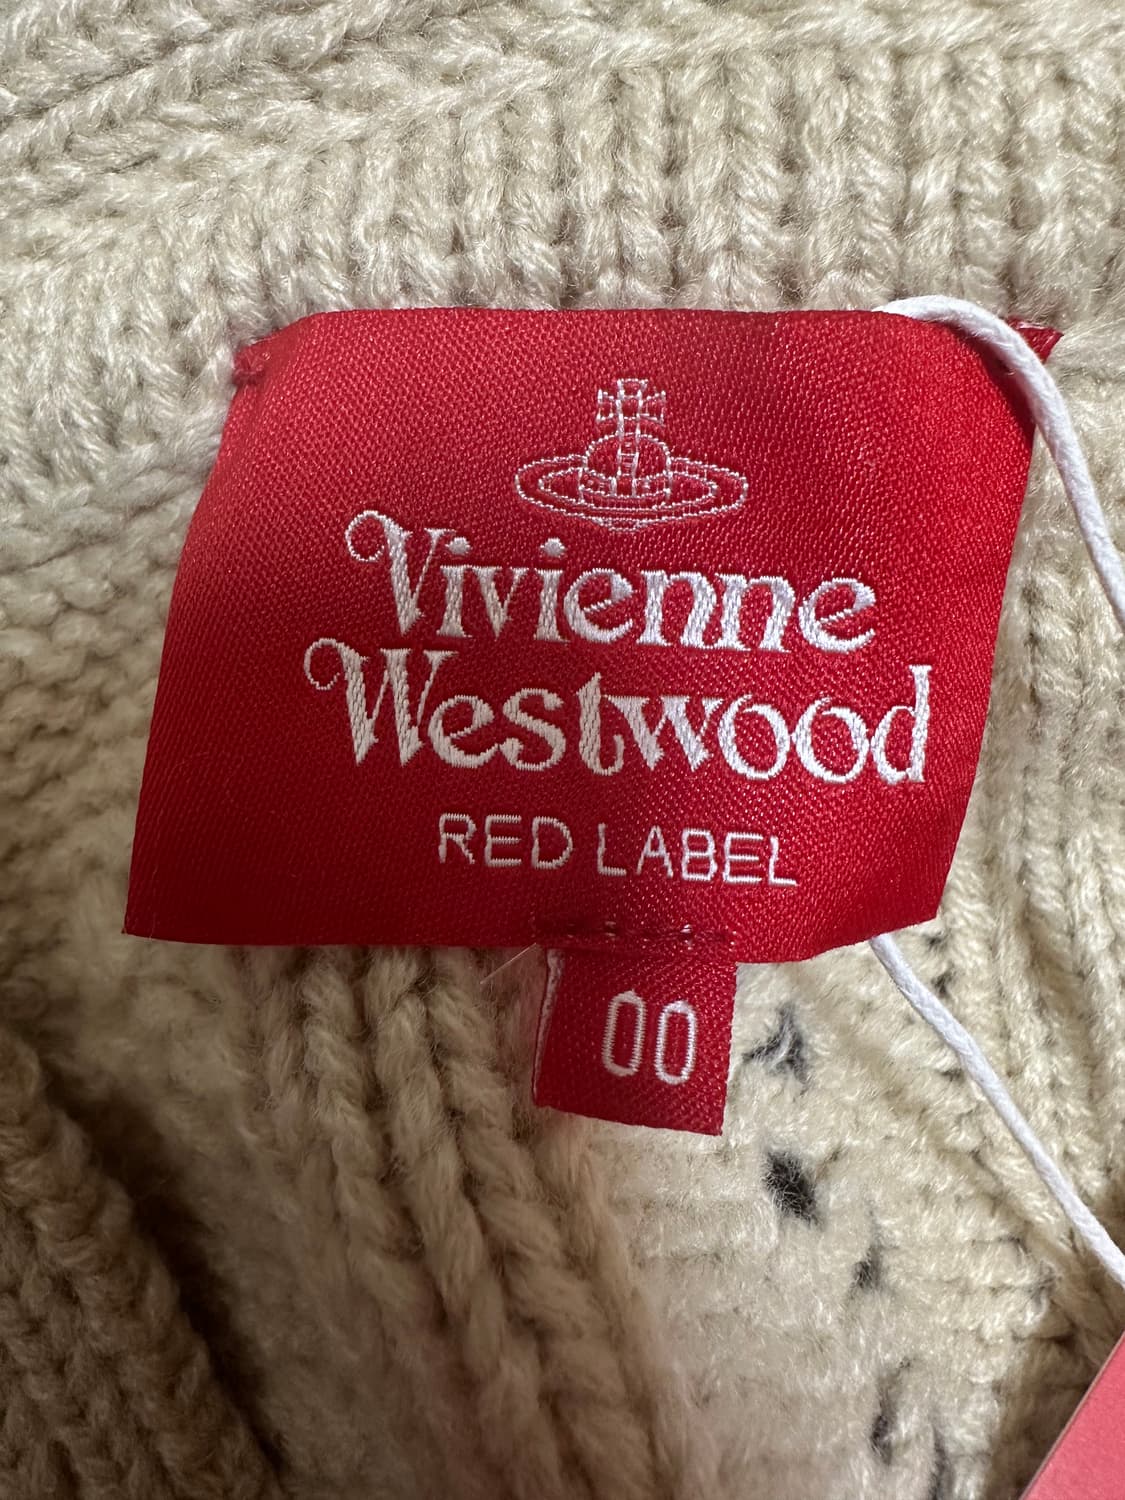 Vivienne
Westwood
RED LABEL
00